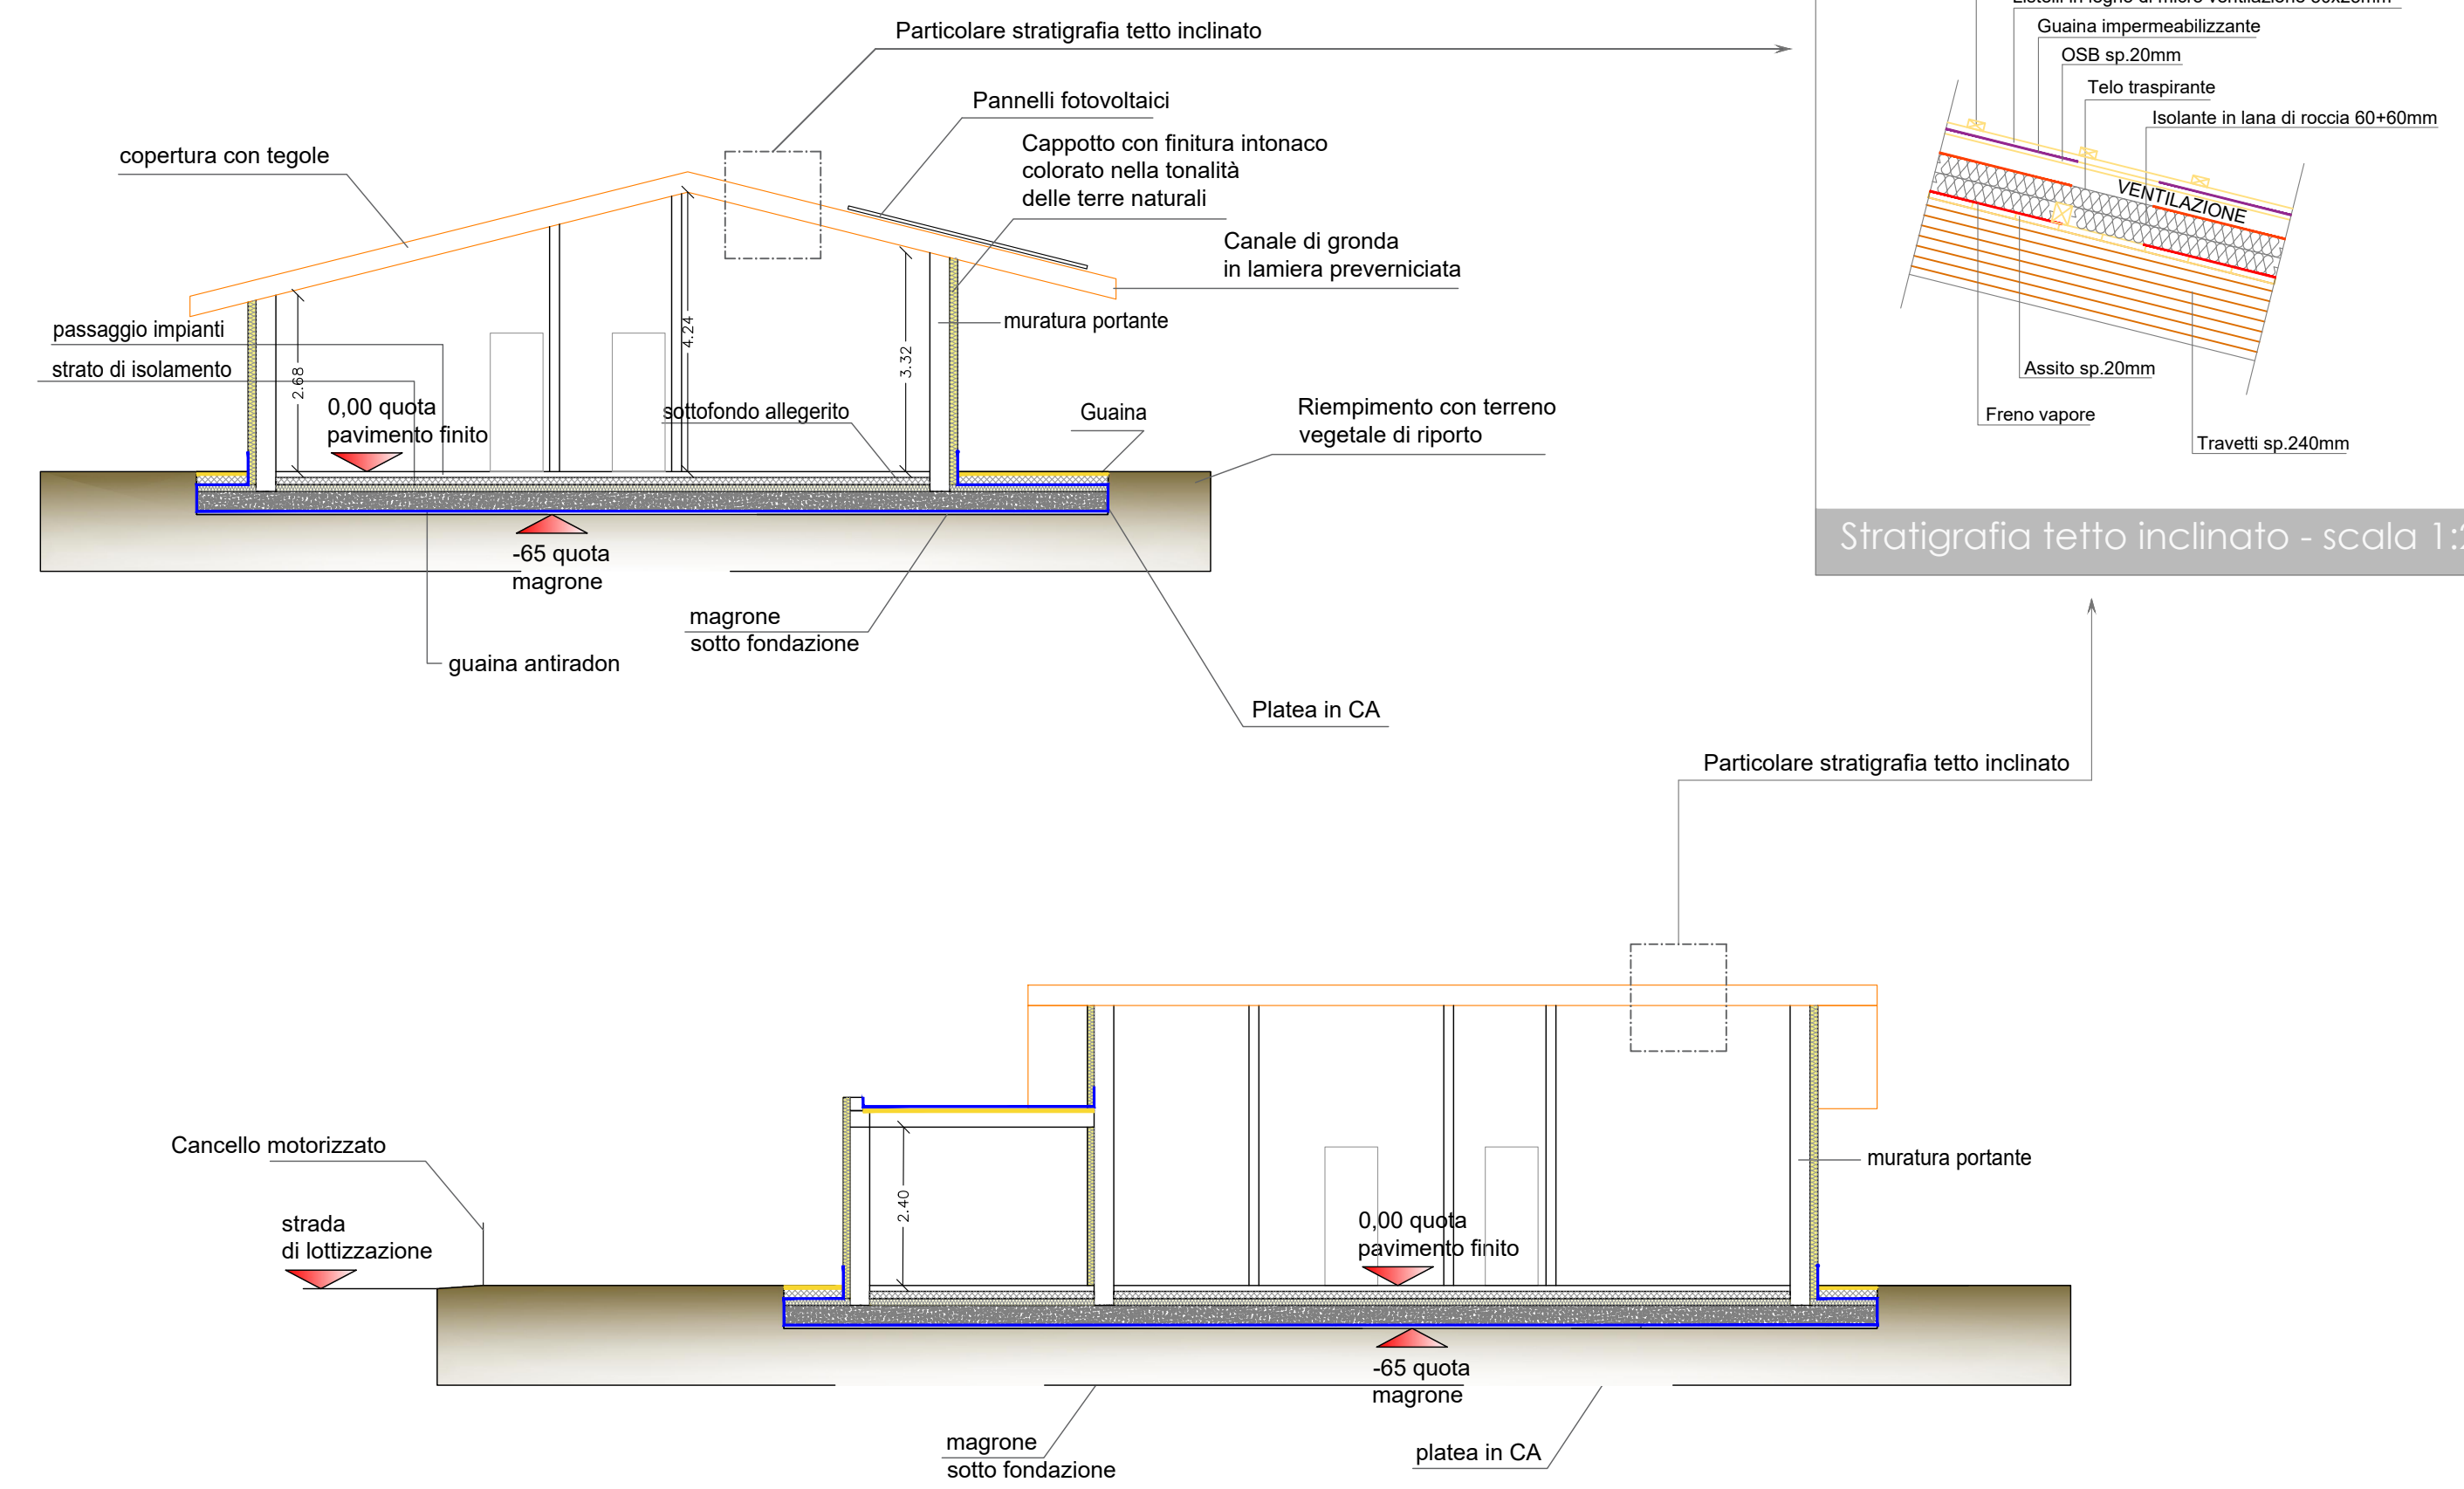 Particolare stratigrafia tetto inclinato
Pannelli fotovoltaici
Cappotto con finitura intonaco
colorato nella tonalità
delle terre naturali
copertura con tegole
Canale di gronda
in lamiera preverniciata
muratura portante
passaggio impianti
strato di isolamento
2.68
4.24
3.32
0,00 quota
pavimento finito
sottofondo allegerito
Guaina
Riempimento con terreno
vegetale di riporto
-65 quota
magrone
magrone
sotto fondazione
guaina antiradon
Platea in CA
Listelli in legno di micro ventilazione
Guaina impermeabilizzante
OSB sp.20mm
Telo traspirante
Isolante in lana di roccia 60+60mm
VENTILAZIONE
Assito sp.20mm
Freno vapore
Travetti sp.240mm
Stratigrafia tetto inclinato - scala
Particolare stratigrafia tetto inclinato
Cancello motorizzato
strada
di lottizzazione
2.40
0,00 quota
pavimento finito
muratura portante
-65 quota
magrone
magrone
sotto fondazione
platea in CA